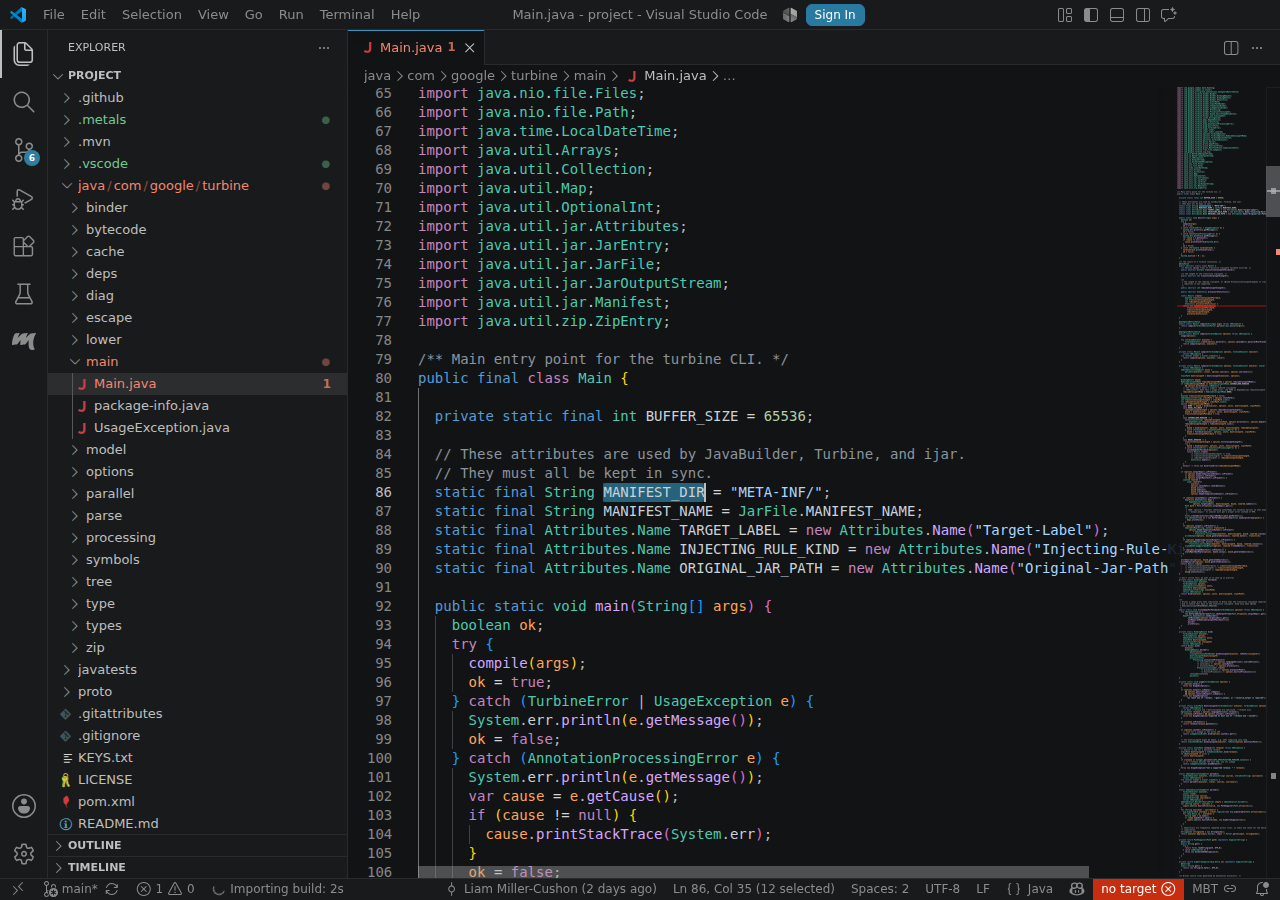 File Edit Selection View Go Run Terminal Help
Main.java - project - Visual Studio Code
Sign In
EXPLORER
PROJECT
.github
.metals
.mvn
.vscode
java/com/google/turbine
binder
bytecode
cache
deps
diag
escape
lower
main
Main.java 1
package-info.java
UsageException.java
model
options
parallel
parse
processing
symbols
tree
type
types
zip
javatests
proto
.gitattributes
.gitignore
KEYS.txt
LICENSE
pom.xml
README.md
OUTLINE
TIMELINE
6
Main.java 1
java > com > google > turbine > main > Main.java > ...
65 import java.nio.file.Files;
66 import java.nio.file.Path;
67 import java.time.LocalDateTime;
68 import java.util.Arrays;
69 import java.util.Collection;
70 import java.util.Map;
71 import java.util.OptionalInt;
72 import java.util.jar.Attributes;
73 import java.util.jar.JarEntry;
74 import java.util.jar.JarFile;
75 import java.util.jar.JarOutputStream;
76 import java.util.jar.Manifest;
77 import java.util.zip.ZipEntry;
78
79 /** Main entry point for the turbine CLI. */
80 public final class Main {
81
82 private static final int BUFFER_SIZE = 65536;
83
84 // These attributes are used by JavaBuilder, Turbine, and ijar.
85 // They must all be kept in sync.
86 static final String MANIFEST_DIR = "META-INF/";
87 static final String MANIFEST_NAME = JarFile.MANIFEST_NAME;
88 static final Attributes.Name TARGET_LABEL = new Attributes.Name("Target-Label");
89 static final Attributes.Name INJECTING_RULE_KIND = new Attributes.Name("Injecting-Rule-K
90 static final Attributes.Name ORIGINAL_JAR_PATH = new Attributes.Name("Original-Jar-Path
91
92 public static void main(String[] args) {
93 boolean ok;
94 try {
95 compile(args);
96 ok = true;
97 } catch (TurbineError | UsageException e) {
98 System.err.println(e.getMessage());
99 ok = false;
100 } catch (AnnotationProcessingError e) {
101 System.err.println(e.getMessage());
102 var cause = e.getCause();
103 if (cause != null) {
104 cause.printStackTrace(System.err);
105 }
106 ok = false;
main* 1 0 Importing build: 2s Liam Miller-Cushon (2 days ago) Ln 86, Col 35 (12 selected) Spaces: 2 UTF-8 LF { } Java no target MBT